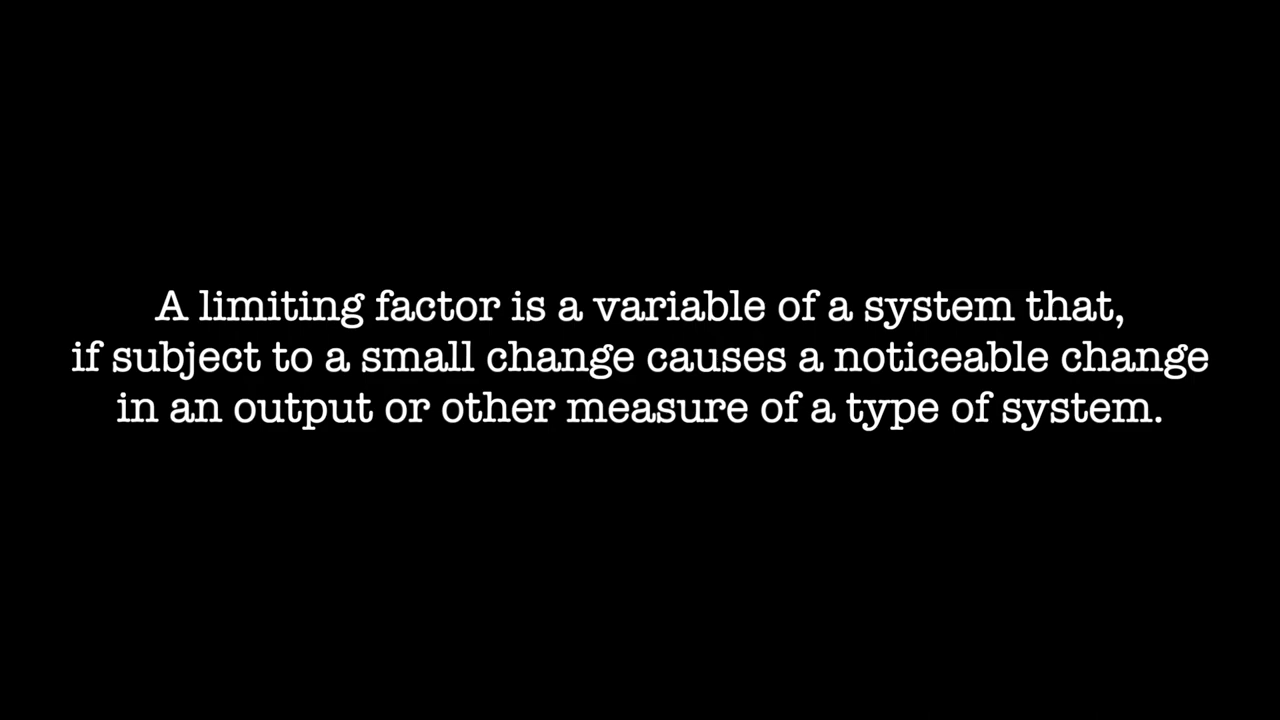 A limiting factor is a variable of a system that,
if subject to a small change causes a noticeable change
in an output or other measure of a type of system.